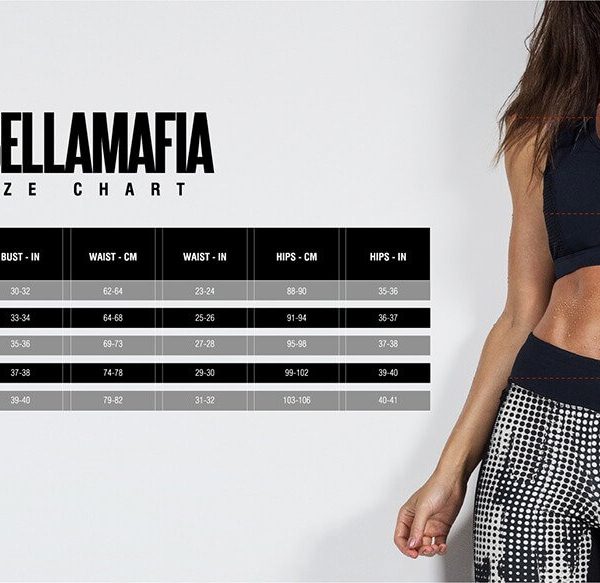 ELLAMAFIA
ZE CHART
BUST - IN WAIST - CM WAIST - IN HIPS - CM HIPS - IN
30-32 62-64 23-24 88-90 35-36
33-34 64-68 25-26 91-94 36-37
35-36 69-73 27-28 95-98 37-38
37-38 74-78 29-30 99-102 39-40
39-40 79-82 31-32 103-106 40-41